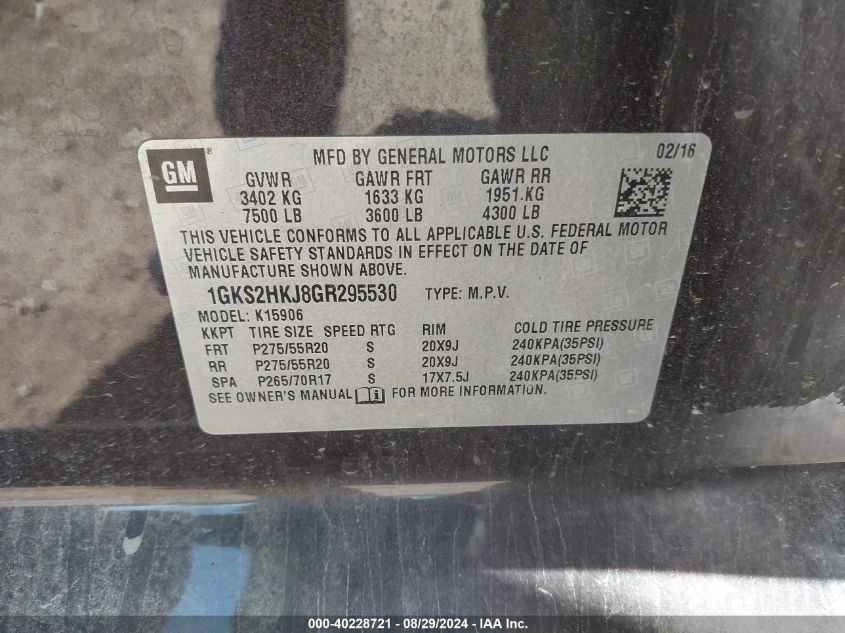 GM ® MFD BY GENERAL MOTORS LLC 02/16
GVWR GAWR FRT GAWR RR
3402 KG 1633 KG 1951.KG
7500 LB 3600 LB 4300 LB
THIS VEHICLE CONFORMS TO ALL APPLICABLE U.S. FEDERAL MOTOR
VEHICLE SAFETY STANDARDS IN EFFECT ON THE DATE OF
MANUFACTURE SHOWN ABOVE.
1GKS2HKJ8GR295530 TYPE: M.P.V.
MODEL: K15906
KKPT TIRE SIZE SPEED RTG RIM COLD TIRE PRESSURE
FRT P275/55R20 S 20X9J 240KPA(35PSI)
RR P275/55R20 S 20X9J 240KPA(35PSI)
SPA P265/70R17 S 17X7.5J 240KPA(35PSI)
SEE OWNER'S MANUAL FOR MORE INFORMATION.
000-40228721 - 08/29/2024 - IAA Inc.